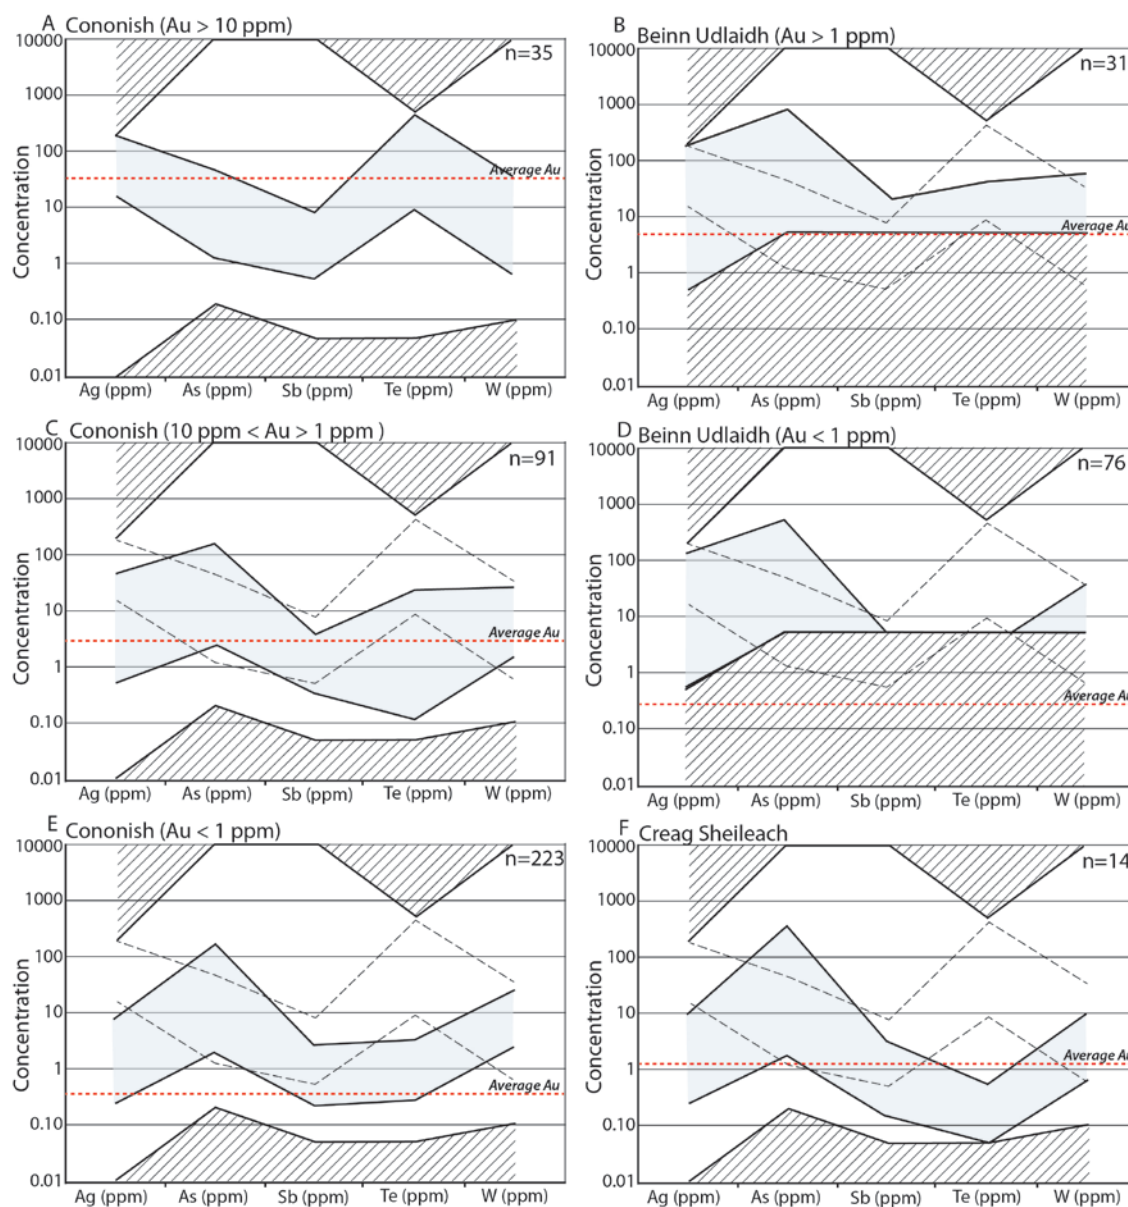 A Cononish (Au > 10 ppm)
n=35
10000
1000
100
10
1
0.10
0.01
Concentration
Average Au
Ag (ppm) As (ppm) Sb (ppm) Te (ppm) W (ppm)
B Beinn Udlaidh (Au > 1 ppm)
n=31
10000
1000
100
10
1
0.10
0.01
Concentration
Average Au
Ag (ppm) As (ppm) Sb (ppm) Te (ppm) W (ppm)
C Cononish (10 ppm < Au > 1 ppm )
n=91
10000
1000
100
10
1
0.10
0.01
Concentration
Average Au
Ag (ppm) As (ppm) Sb (ppm) Te (ppm) W (ppm)
D Beinn Udlaidh (Au < 1 ppm)
n=76
10000
1000
100
10
1
0.10
0.01
Concentration
Average Au
Ag (ppm) As (ppm) Sb (ppm) Te (ppm) W (ppm)
E Cononish (Au < 1 ppm)
n=223
10000
1000
100
10
1
0.10
0.01
Concentration
Average Au
Ag (ppm) As (ppm) Sb (ppm) Te (ppm) W (ppm)
F Creag Sheileach
n=14
10000
1000
100
10
1
0.10
0.01
Concentration
Average Au
Ag (ppm) As (ppm) Sb (ppm) Te (ppm) W (ppm)